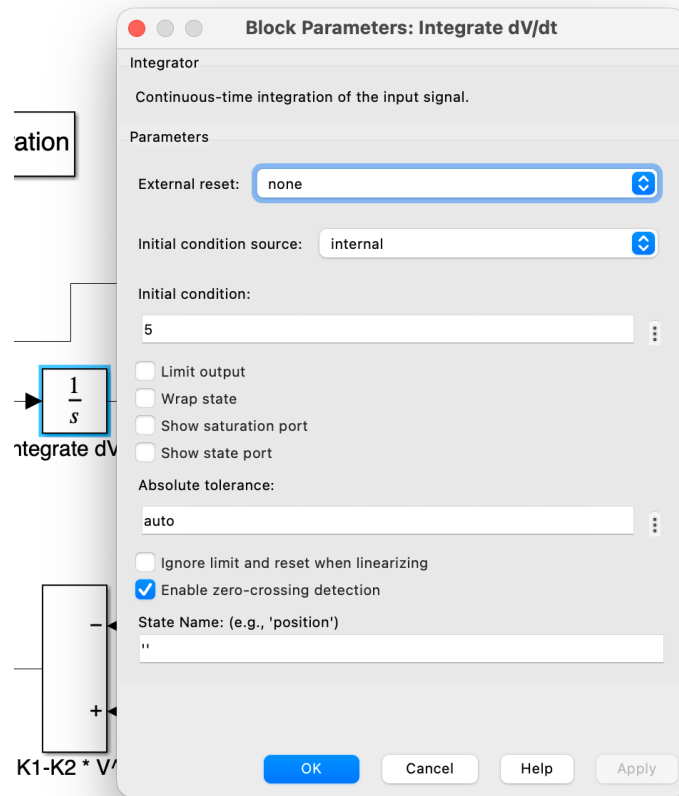 Block Parameters: Integrate dV/dt
Integrator
Continuous-time integration of the input signal.
ation
Parameters
External reset: none
Initial condition source: internal
Initial condition:
5
Limit output
Wrap state
Show saturation port
Show state port
1
s
ntegrate dV
Absolute tolerance:
auto
Ignore limit and reset when linearizing
Enable zero-crossing detection
State Name: (e.g., 'position')
''
−
+
K1-K2 * V^
OK Cancel Help Apply